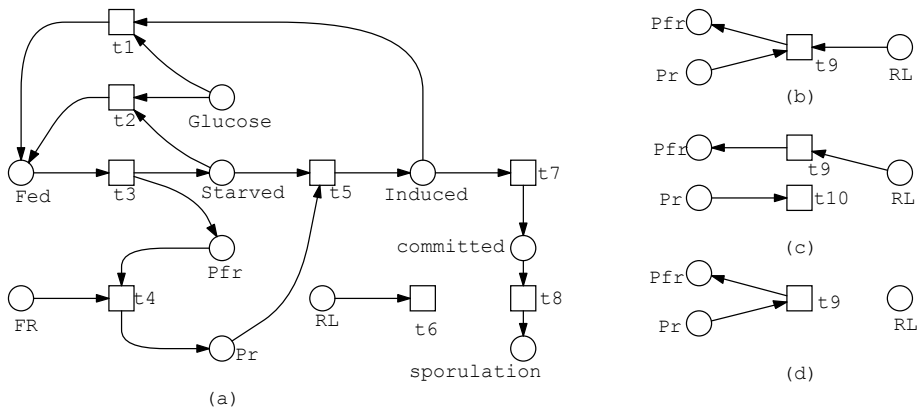 t1
Glucose
t2
Fed
t3
Starved
t5
Induced
t7
Pfr
committed
FR
t4
Pr
RL
t6
t8
sporulation
(a)
Pfr
Pr
t9
RL
(b)
Pfr
t9
Pr
t10
RL
(c)
Pfr
Pr
t9
RL
(d)